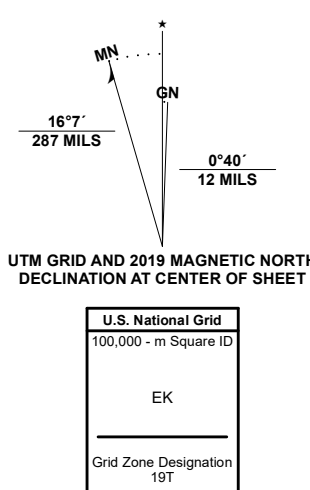 ★
MN
GN
16°7´
287 MILS
0°40´
12 MILS
UTM GRID AND 2019 MAGNETIC NORTH
DECLINATION AT CENTER OF SHEET
U.S. National Grid
100,000 - m Square ID
EK
Grid Zone Designation
19T